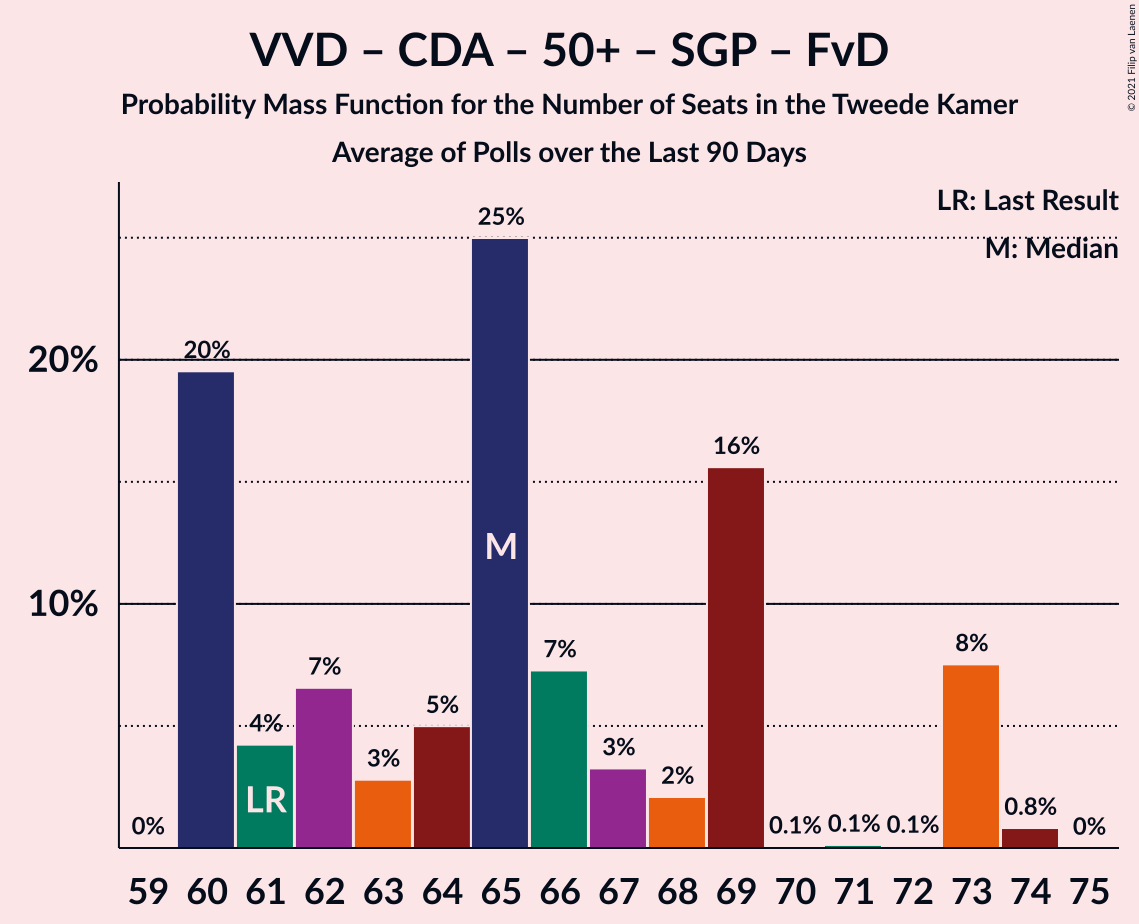 VVD – CDA – 50+ – SGP – FvD
Probability Mass Function for the Number of Seats in the Tweede Kamer
Average of Polls over the Last 90 Days
© 2021 Filip van Laenen
LR: Last Result
M: Median
20%
10%
0%
20%
4%
7%
3%
5%
25%
7%
3%
2%
16%
0.1%
0.1%
0.1%
8%
0.8%
0%
LR
M
59 60 61 62 63 64 65 66 67 68 69 70 71 72 73 74 75